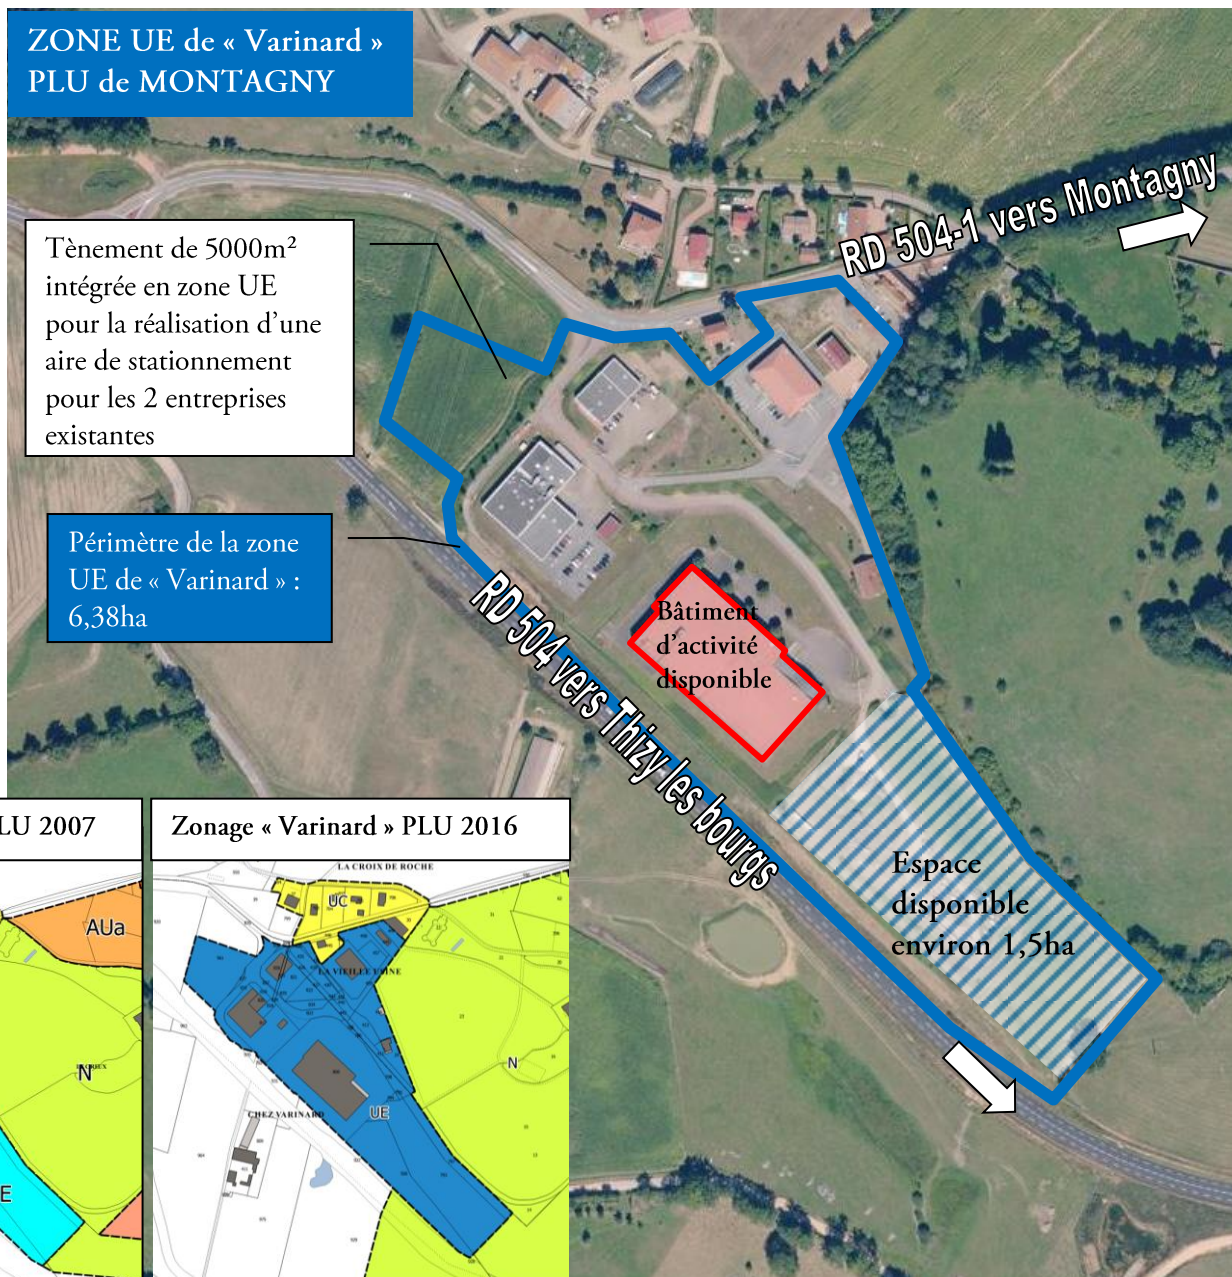 ZONE UE de « Varinard »
PLU de MONTAGNY
RD 504-1 vers Montagny
Tènement de 5000m²
intégrée en zone UE
pour la réalisation d’une
aire de stationnement
pour les 2 entreprises
existantes
Périmètre de la zone
UE de « Varinard » :
6,38ha
RD 504 vers Thizy les bourgs
Bâtiment
d’activité
disponible
Espace
disponible
environ 1,5ha
LU 2007
AUa
N
E
Zonage « Varinard » PLU 2016
LA CROIX DE ROCHE
UC
LA VIEILLE USINE
N
CHEZ VARINARD
UE